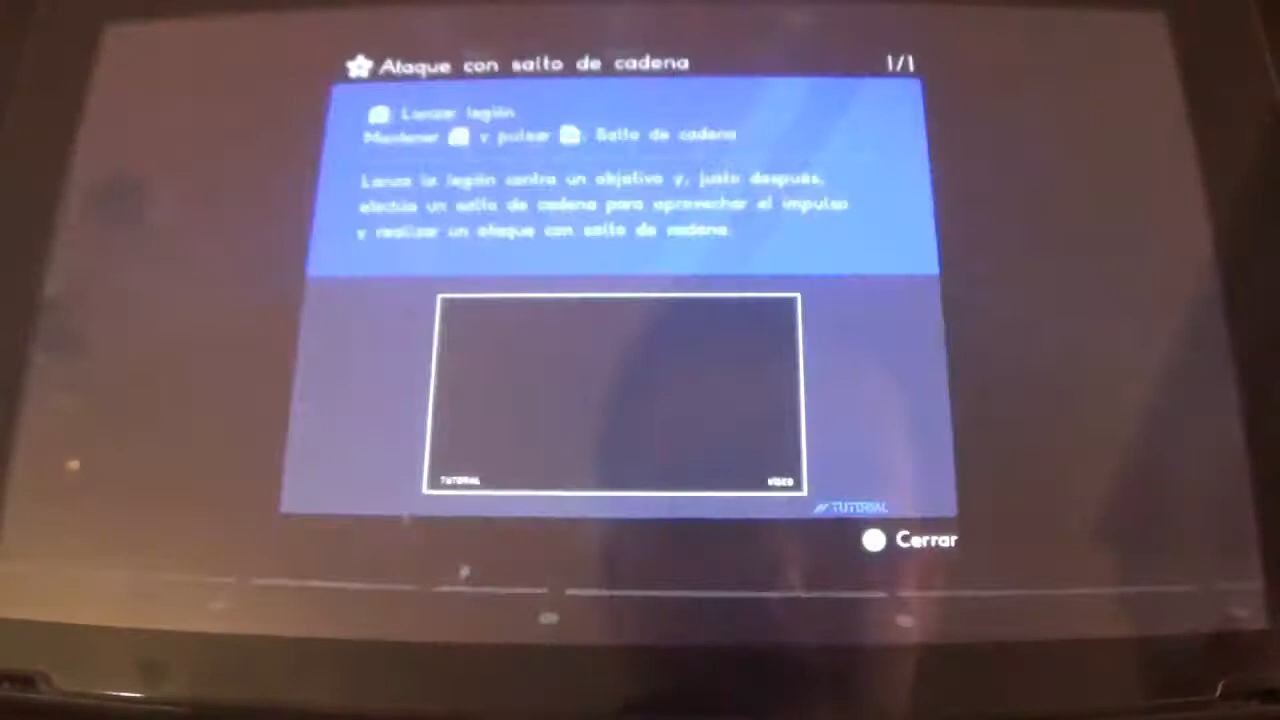 Ataque con salto de cadena
1/1
: Lanzar legión
Mantener y pulsar : Salto de cadena
Lanza la legión contra un objetivo y, justo después,
efectúa un salto de cadena para aprovechar el impulso
y realizar un ataque con salto de cadena.
TUTORIAL
VIDEO
TUTORIAL
Cerrar